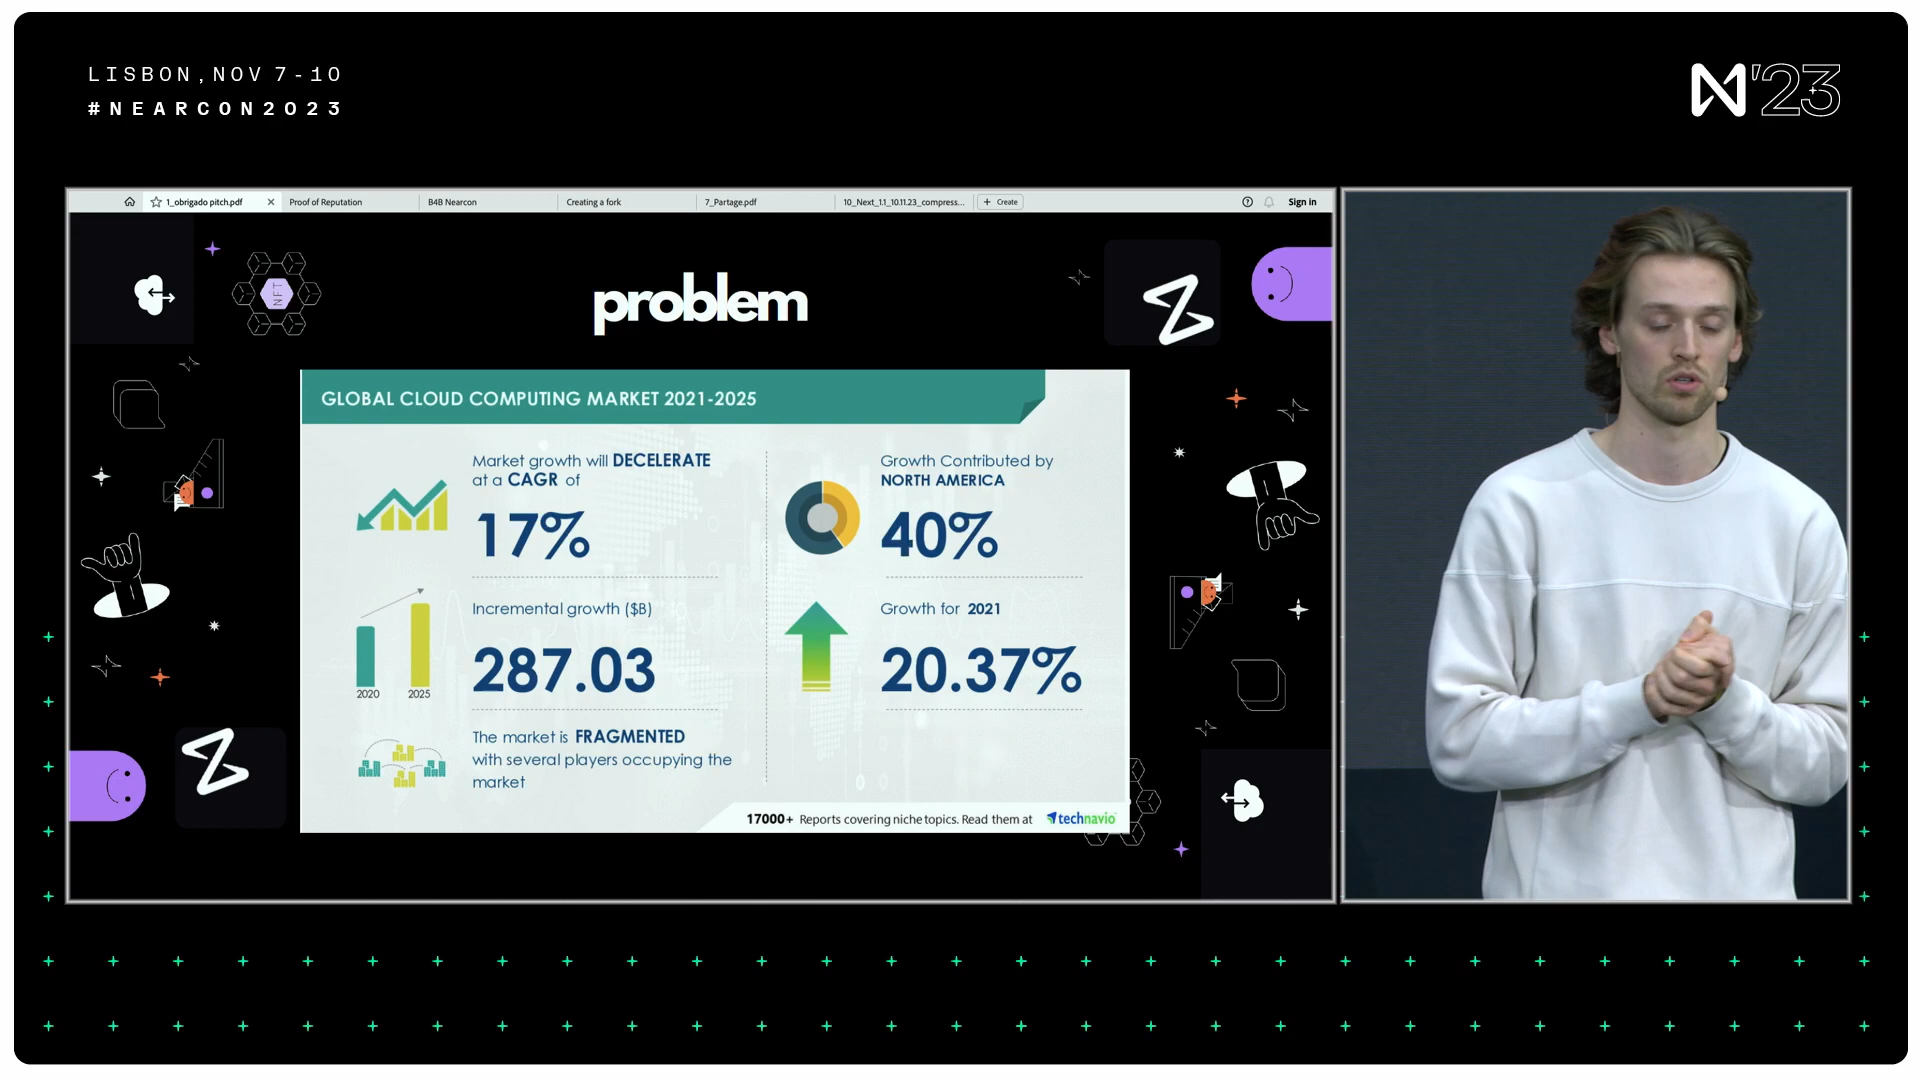 LISBON, NOV 7-10
#NEARCON2023
N'23
1_obrigado pitch.pdf
Proof of Reputation
B4B Nearcon
Creating a fork
7_Partage.pdf
10_Next_1.1_10.11.23_compress...
+ Create
Sign in
NFT
problem
GLOBAL CLOUD COMPUTING MARKET 2021-2025
Market growth will DECELERATE
at a CAGR of
17%
Growth Contributed by
NORTH AMERICA
40%
Incremental growth ($B)
287.03
2020
2025
Growth for 2021
20.37%
The market is FRAGMENTED
with several players occupying the
market
17000+ Reports covering niche topics. Read them at technavio